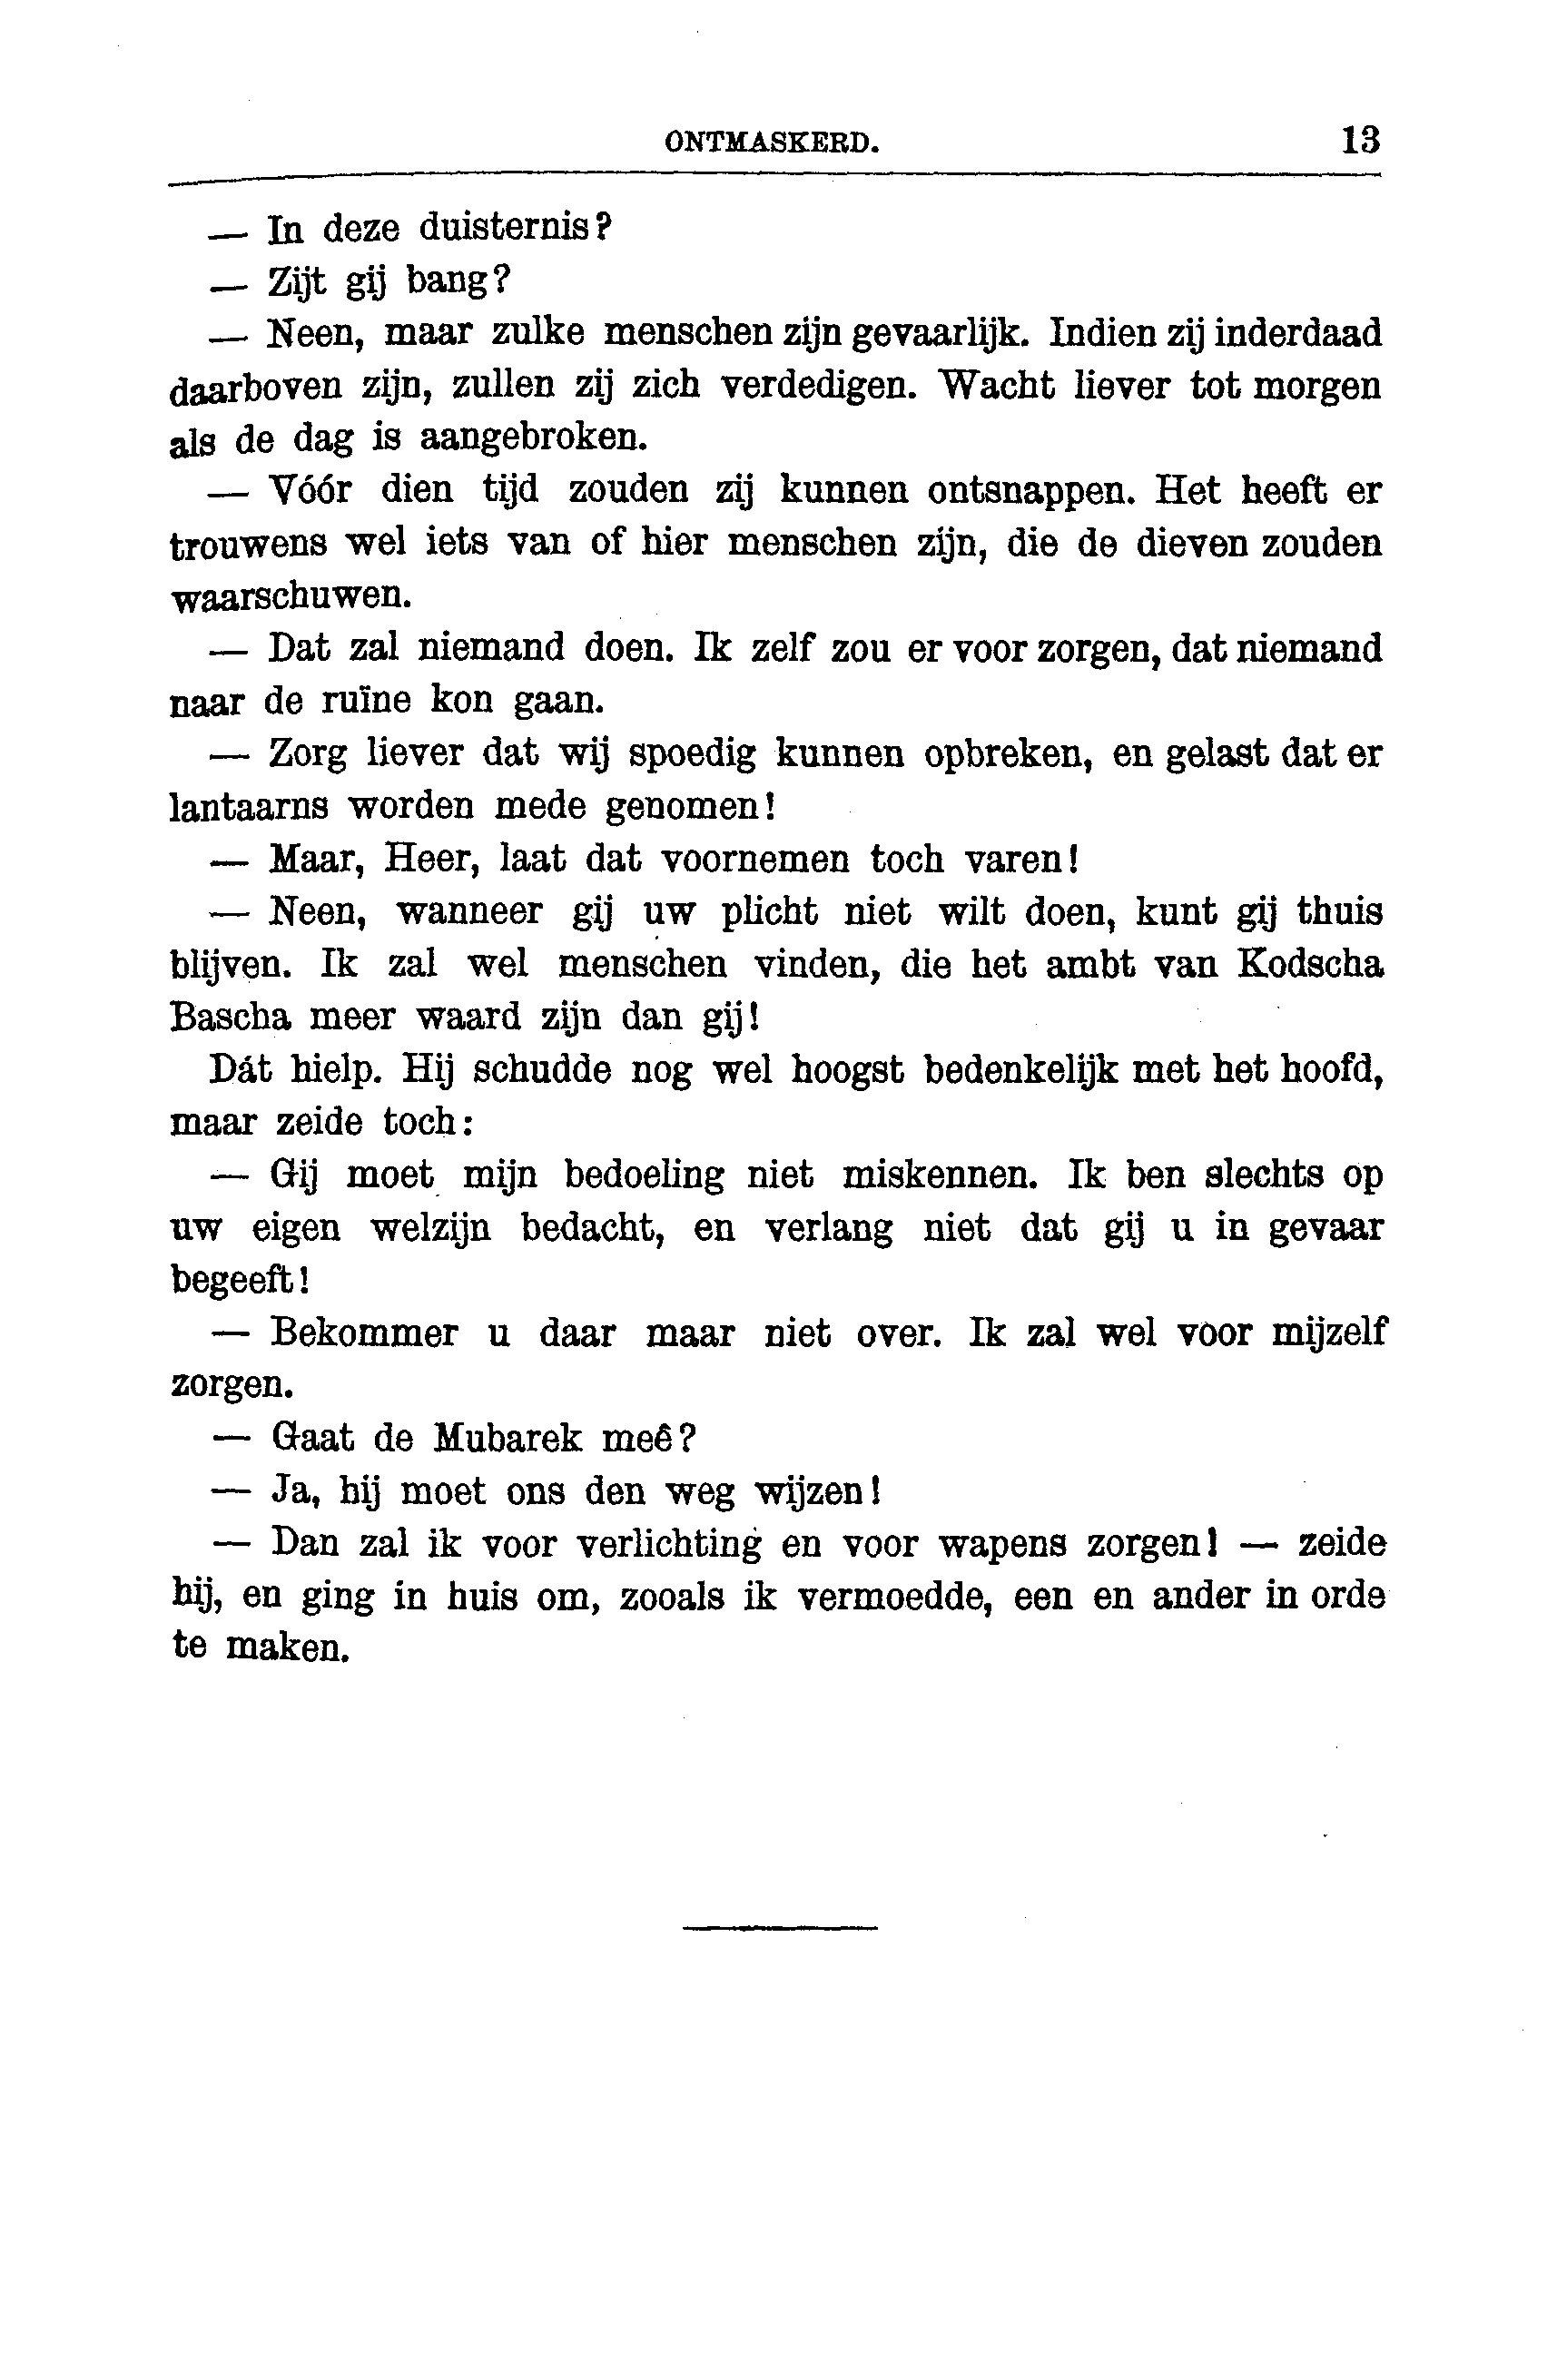 ONTMASKERD. 13
— In deze duisternis?
— Zijt gij bang?
— Neen, maar zulke menschen zijn gevaarlijk. Indien zij inderdaad
daarboven zijn, zullen zij zich verdedigen. Wacht liever tot morgen
als de dag is aangebroken.
— Vóór dien tijd zouden zij kunnen ontsnappen. Het heeft er
trouwens wel iets van of hier menschen zijn, die de dieven zouden
waarschuwen.
— Dat zal niemand doen. Ik zelf zou er voor zorgen, dat niemand
naar de ruïne kon gaan.
— Zorg liever dat wij spoedig kunnen opbreken, en gelast dat er
lantaarns worden mede genomen!
— Maar, Heer, laat dat voornemen toch varen!
— Neen, wanneer gij uw plicht niet wilt doen, kunt gij thuis
blijven. Ik zal wel menschen vinden, die het ambt van Kodscha
Bascha meer waard zijn dan gij!
Dát hielp. Hij schudde nog wel hoogst bedenkelijk met het hoofd,
maar zeide toch:
— Gij moet mijn bedoeling niet miskennen. Ik ben slechts op
uw eigen welzijn bedacht, en verlang niet dat gij u in gevaar
begeeft!
— Bekommer u daar maar niet over. Ik zal wel voor mijzelf
zorgen.
— Gaat de Mubarek meê?
— Ja, hij moet ons den weg wijzen!
— Dan zal ik voor verlichting en voor wapens zorgen! — zeide
hij, en ging in huis om, zooals ik vermoedde, een en ander in orde
te maken.